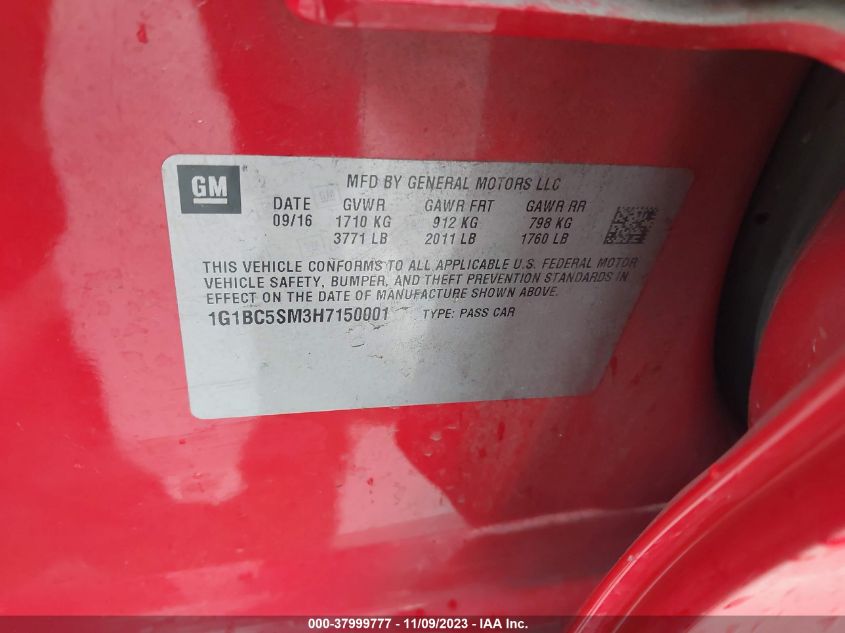 GM
MFD BY GENERAL MOTORS LLC
DATE GVWR GAWR FRT GAWR RR
09/16 1710 KG 912 KG 798 KG
3771 LB 2011 LB 1760 LB
THIS VEHICLE CONFORMS TO ALL APPLICABLE U.S. FEDERAL MOTOR
VEHICLE SAFETY, BUMPER, AND THEFT PREVENTION STANDARDS IN
EFFECT ON THE DATE OF MANUFACTURE SHOWN ABOVE.
1G1BC5SM3H7150001 TYPE: PASS CAR
000-37999777 - 11/09/2023 - IAA Inc.